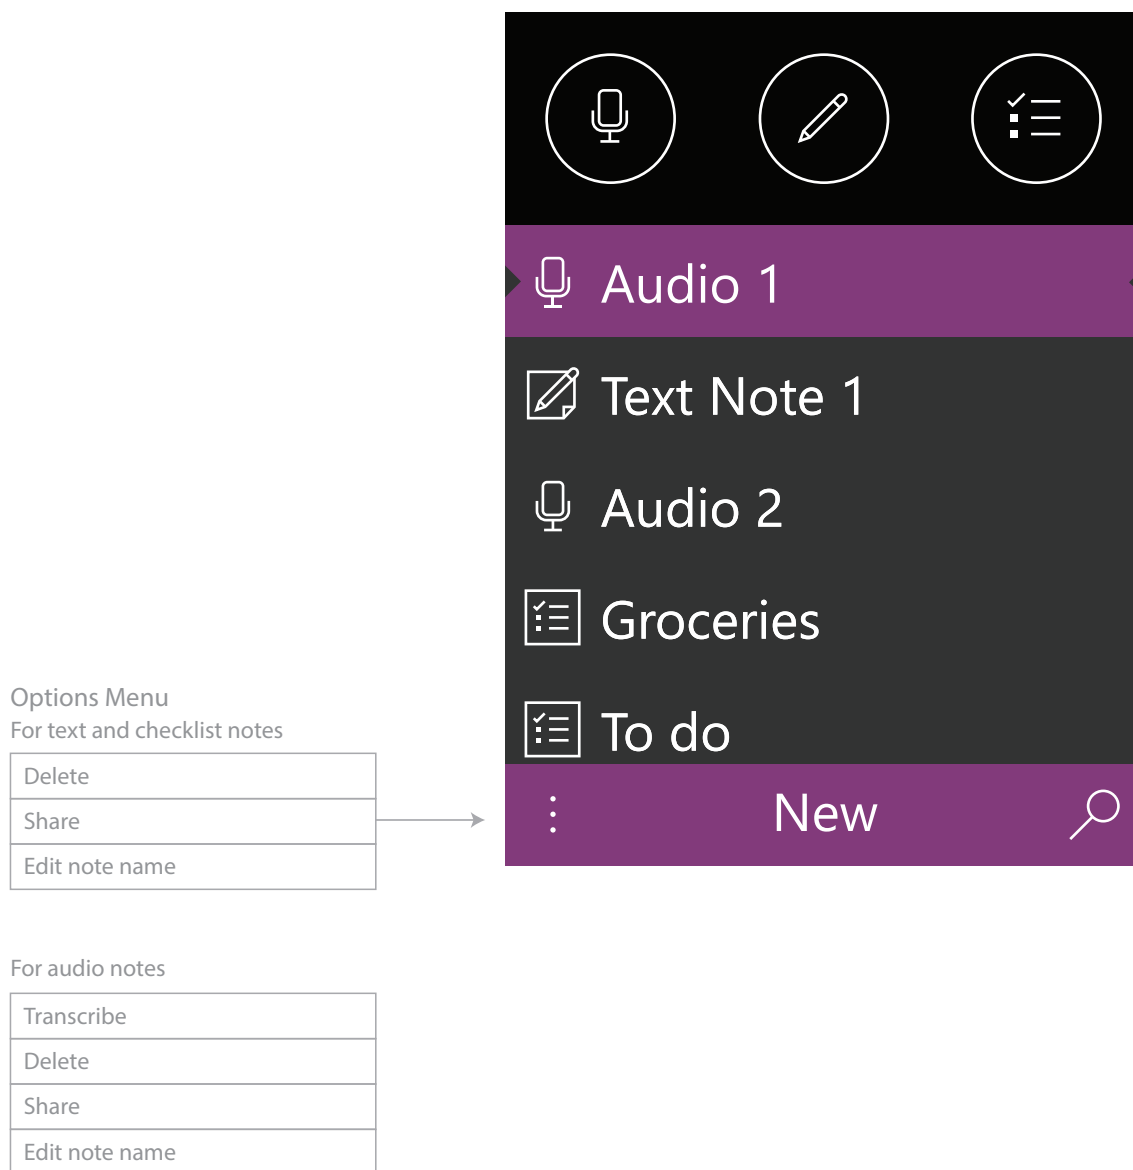 Audio 1
Text Note 1
Audio 2
Groceries
To do
New
Options Menu
For text and checklist notes
Delete
Share
Edit note name
For audio notes
Transcribe
Delete
Share
Edit note name